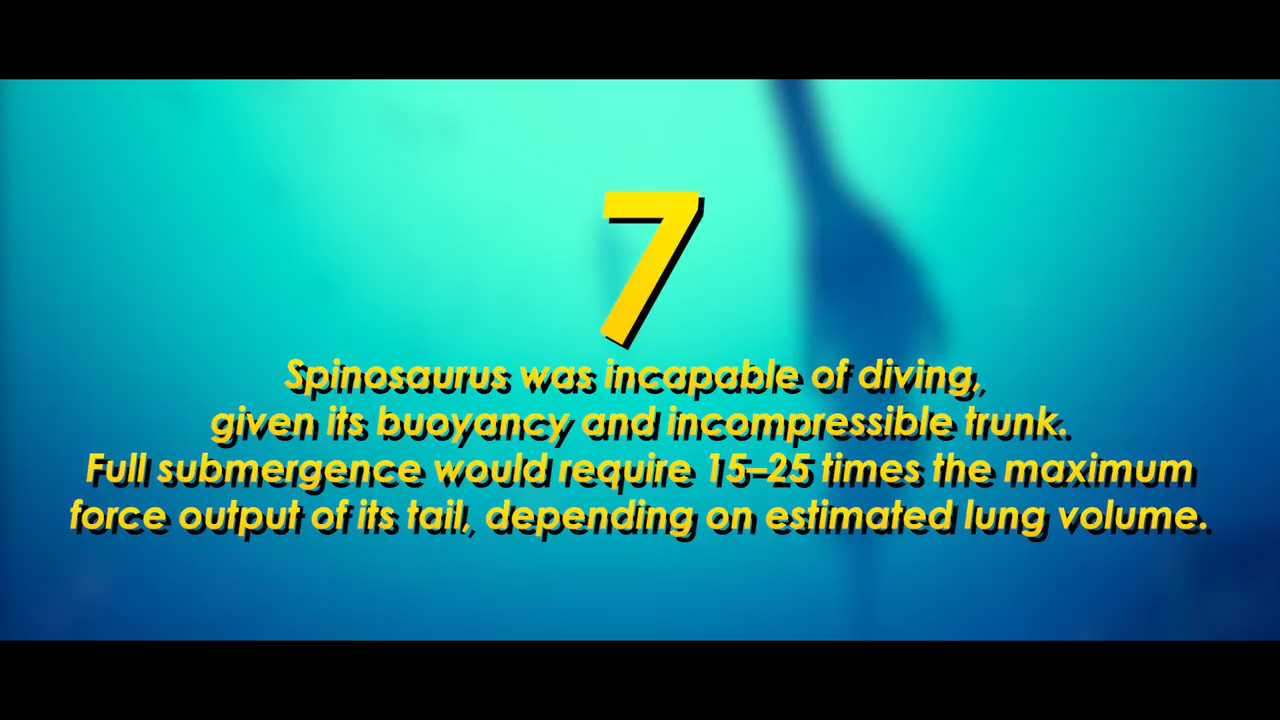 7
Spinosaurus was incapable of diving,
given its buoyancy and incompressible trunk.
Full submergence would require 15–25 times the maximum
force output of its tail, depending on estimated lung volume.